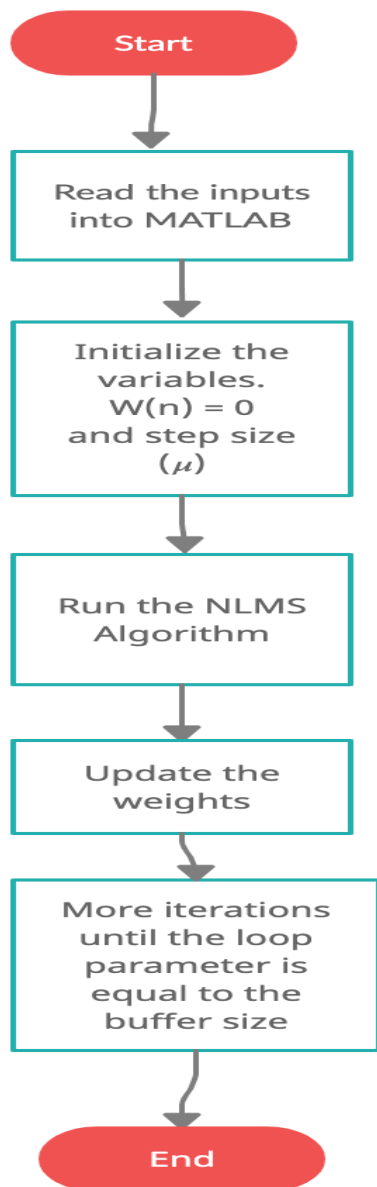 Start
Read the inputs
into MATLAB
Initialize the
variables.
W(n) = 0
and step size
(μ)
Run the NLMS
Algorithm
Update the
weights
More iterations
until the loop
parameter is
equal to the
buffer size
End